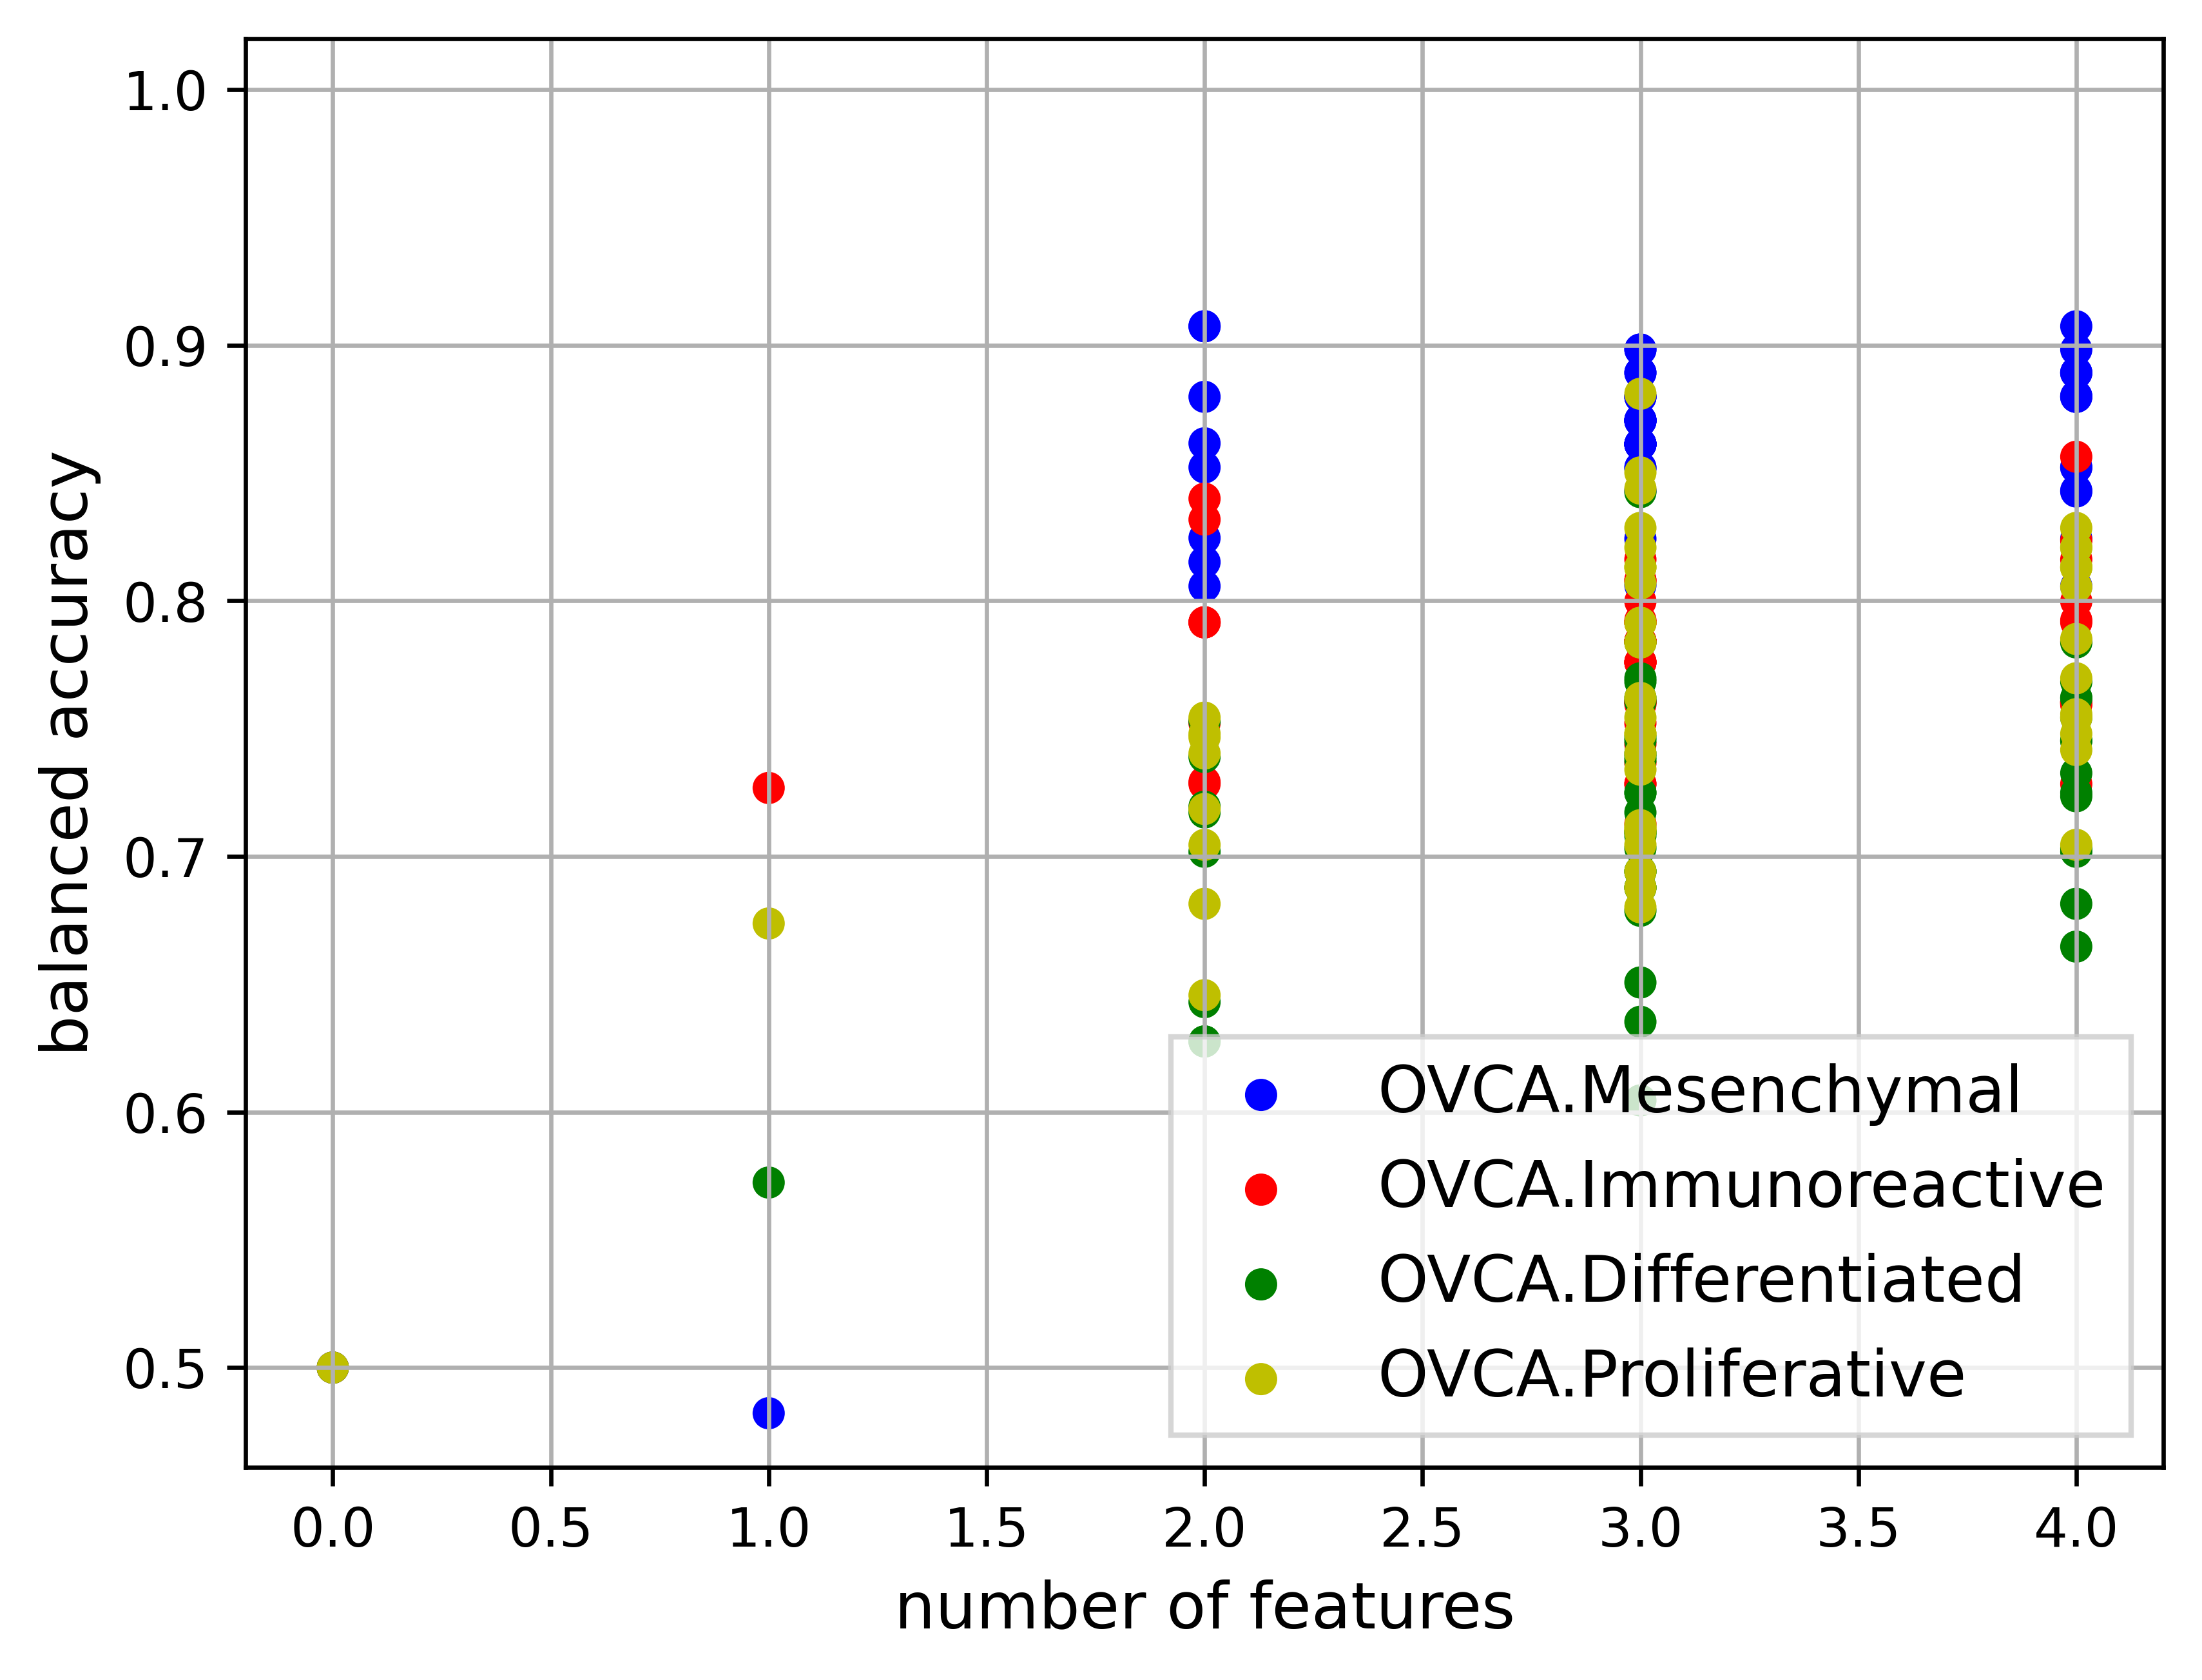 1.0
0.9
0.8
0.7
0.6
0.5
balanced accuracy
OVCA.Mesenchymal
OVCA.Immunoreactive
OVCA.Differentiated
OVCA.Proliferative
0.0 0.5 1.0 1.5 2.0 2.5 3.0 3.5 4.0
number of features